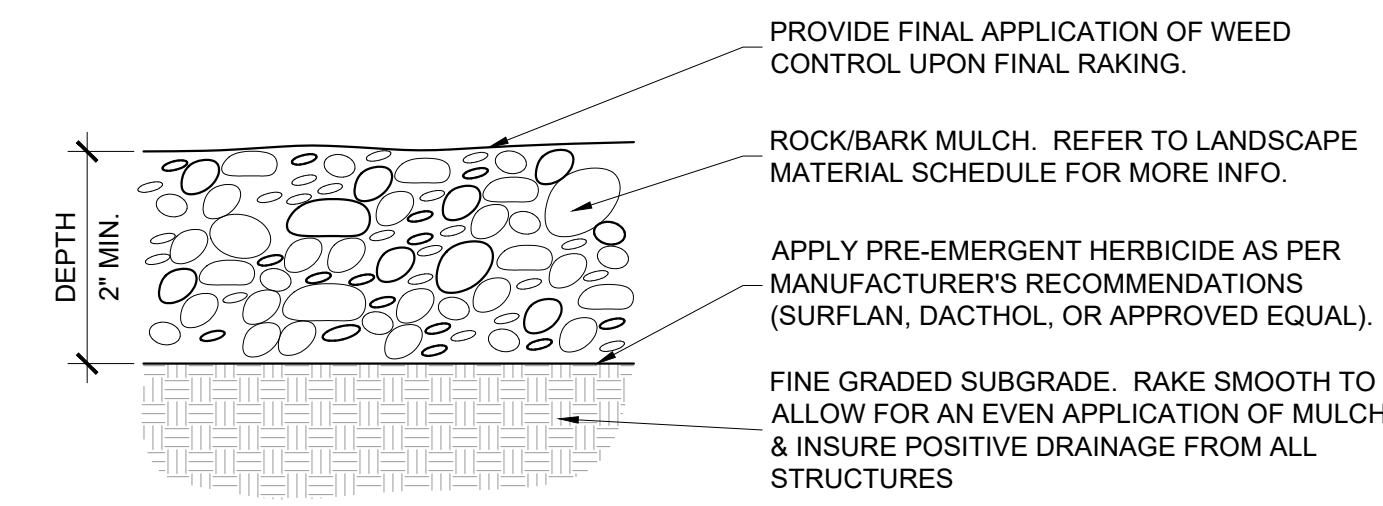 PROVIDE FINAL APPLICATION OF WEED
CONTROL UPON FINAL RAKING.
ROCK/BARK MULCH. REFER TO LANDSCAPE
MATERIAL SCHEDULE FOR MORE INFO.
DEPTH
2" MIN.
APPLY PRE-EMERGENT HERBICIDE AS PER
MANUFACTURER'S RECOMMENDATIONS
(SURFLAN, DACTHOL, OR APPROVED EQUAL).
FINE GRADED SUBGRADE. RAKE SMOOTH TO
ALLOW FOR AN EVEN APPLICATION OF MULCH
& INSURE POSITIVE DRAINAGE FROM ALL
STRUCTURES